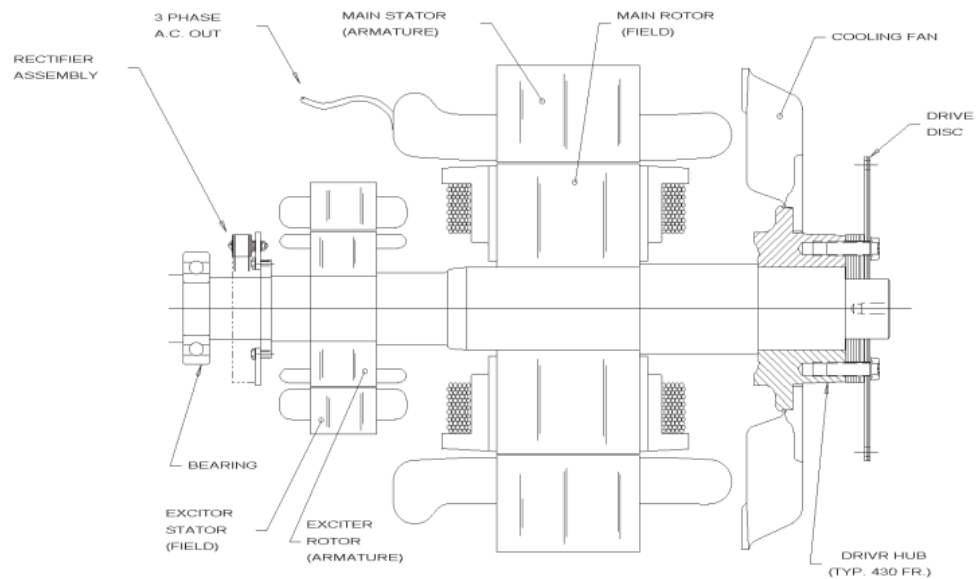 3 PHASE
A.C. OUT
MAIN STATOR
(ARMATURE)
MAIN ROTOR
(FIELD)
COOLING FAN
RECTIFIER
ASSEMBLY
DRIVE
DISC
BEARING
EXCITOR
STATOR
(FIELD)
EXCITER
ROTOR
(ARMATURE)
DRIVR HUB
(TYP. 430 FR.)